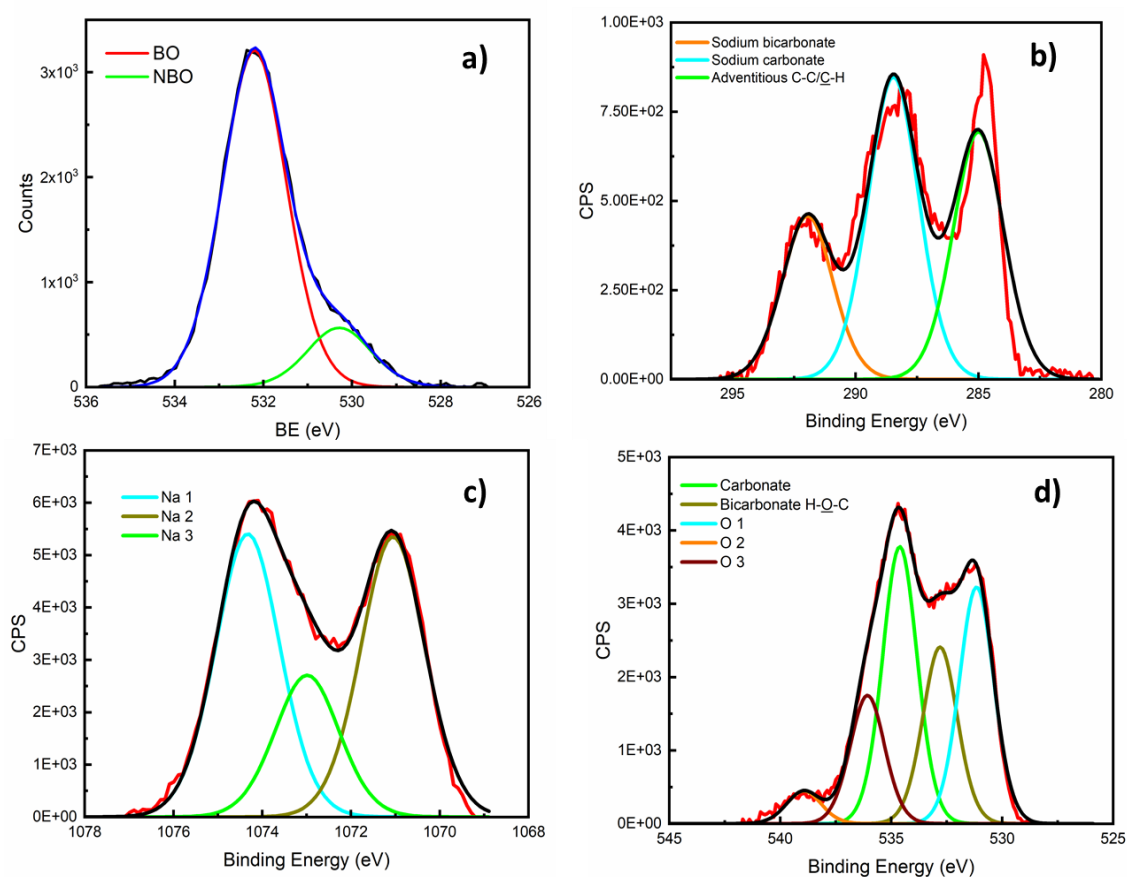 a)
BO
NBO
3x10³
2x10³
1x10³
0
Counts
536 534 532 530 528 526
BE (eV)
b)
Sodium bicarbonate
Sodium carbonate
Adventitious C-C/C-H
1.00E+03
7.50E+02
5.00E+02
2.50E+02
0.00E+00
CPS
295 290 285 280
Binding Energy (eV)
c)
Na 1
Na 2
Na 3
7E+03
6E+03
5E+03
4E+03
3E+03
2E+03
1E+03
0E+00
CPS
1078 1076 1074 1072 1070 1068
Binding Energy (eV)
d)
Carbonate
Bicarbonate H-O-C
O 1
O 2
O 3
5E+03
4E+03
3E+03
2E+03
1E+03
0E+00
CPS
545 540 535 530 525
Binding Energy (eV)